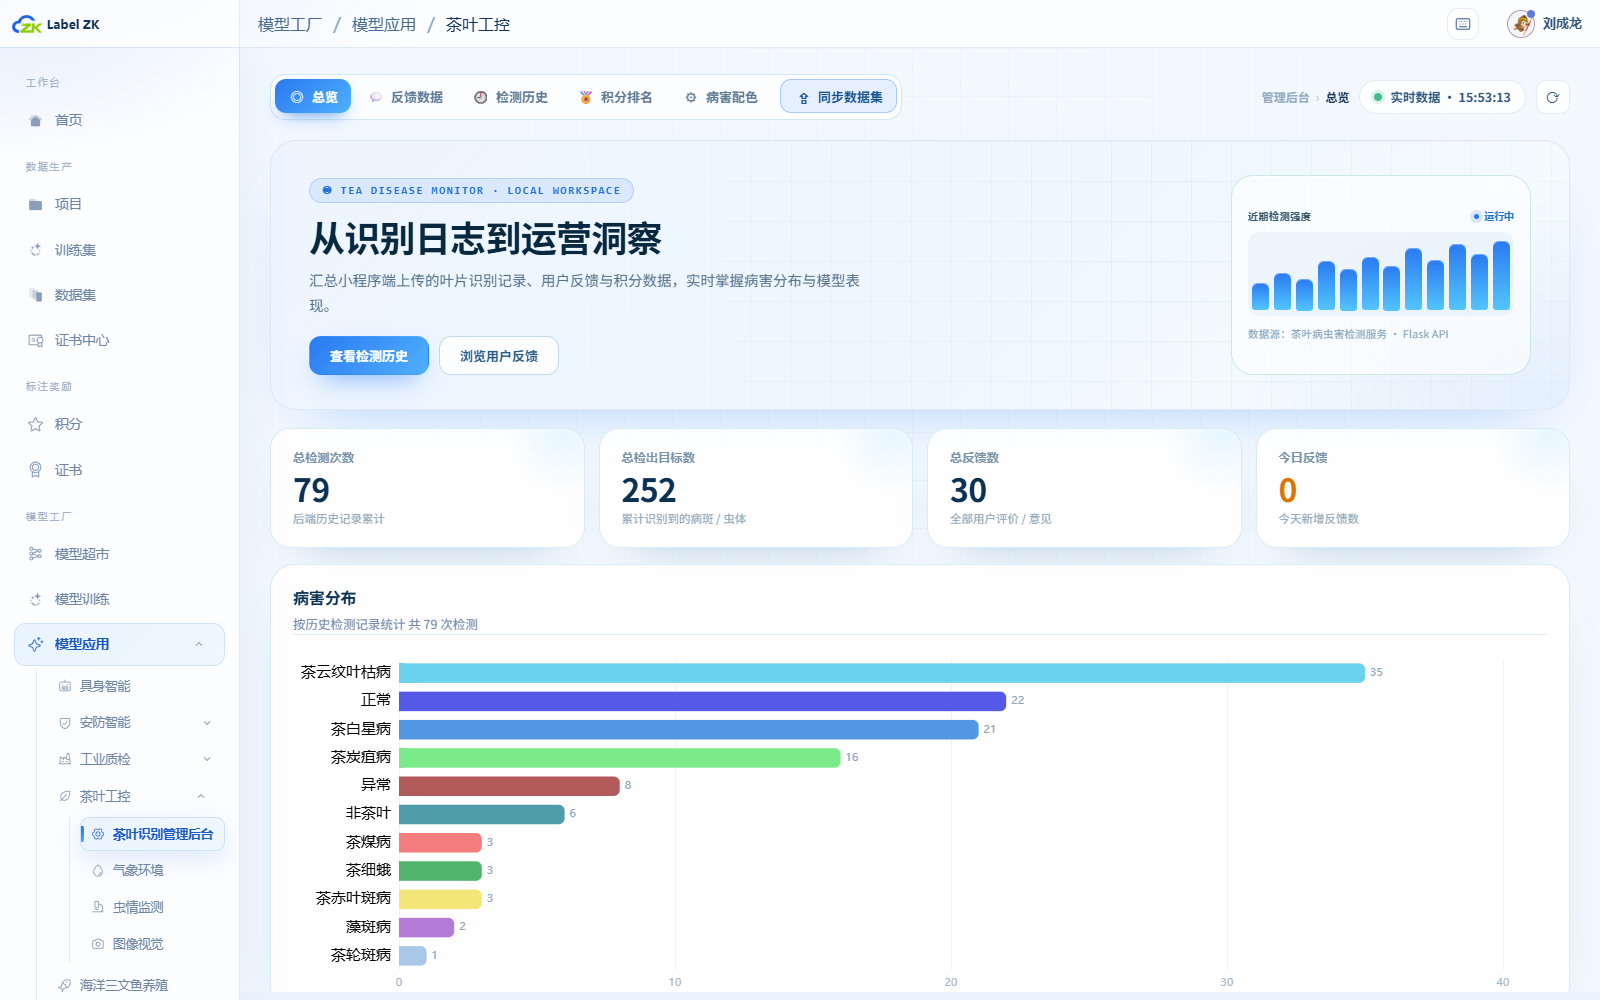 Label ZK
模型工厂 / 模型应用 / 茶叶工控
刘成龙
工作台
首页
数据生产
项目
训练集
数据集
证书中心
标注奖励
积分
证书
模型工厂
模型超市
模型训练
模型应用
具身智能
安防智能
工业质检
茶叶工控
茶叶识别管理后台
气象环境
虫情监测
图像视觉
海洋三文鱼养殖
总览
反馈数据
检测历史
积分排名
病害配色
同步数据集
管理后台 › 总览
实时数据 • 15:53:13
TEA DISEASE MONITOR · LOCAL WORKSPACE
从识别日志到运营洞察
汇总小程序端上传的叶片识别记录、用户反馈与积分数据，实时掌握病害分布与模型表
现。
查看检测历史
浏览用户反馈
近期检测强度
运行中
数据源：茶叶病虫害检测服务 • Flask API
总检测次数
79
后端历史记录累计
总检出目标数
252
累计识别到的病斑 / 虫体
总反馈数
30
全部用户评价 / 意见
今日反馈
0
今天新增反馈数
病害分布
按历史检测记录统计 共 79 次检测
茶云纹叶枯病 35
正常 22
茶白星病 21
茶炭疽病 16
异常 8
非茶叶 6
茶煤病 3
茶细蛾 3
茶赤叶斑病 3
藻斑病 2
茶轮斑病 1
0 10 20 30 40